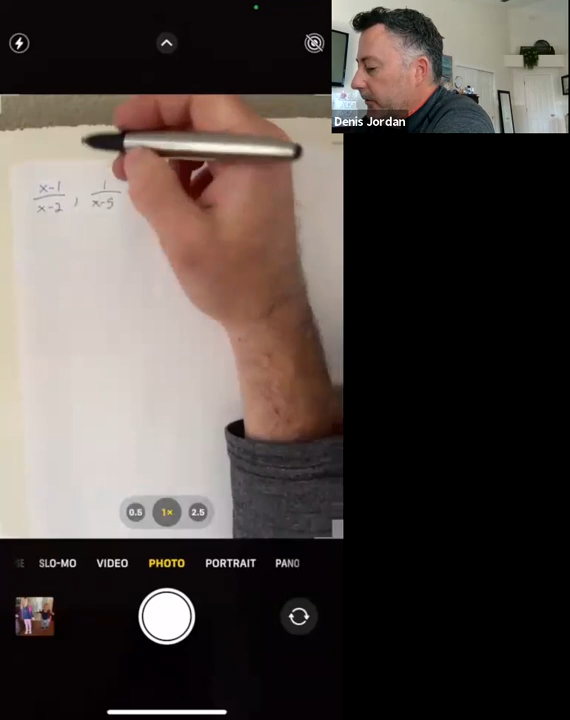 Denis Jordan
x-1
x-2
,
1
x-5
0.5 1× 2.5
SLO-MO VIDEO PHOTO PORTRAIT PANO